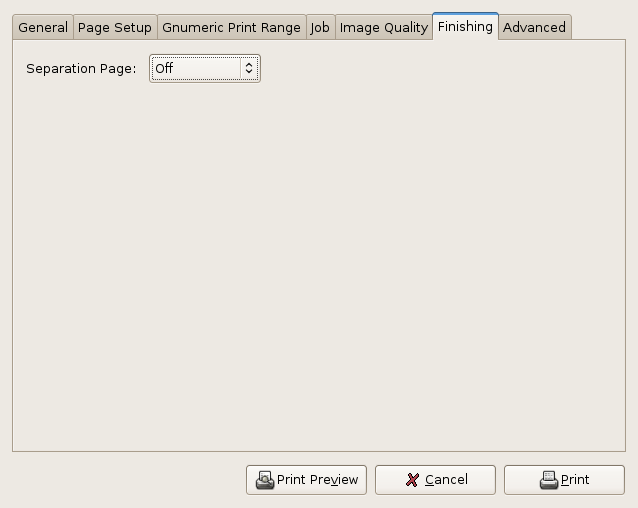 General Page Setup Gnumeric Print Range Job Image Quality Finishing Advanced
Separation Page: Off
Print Preview Cancel Print